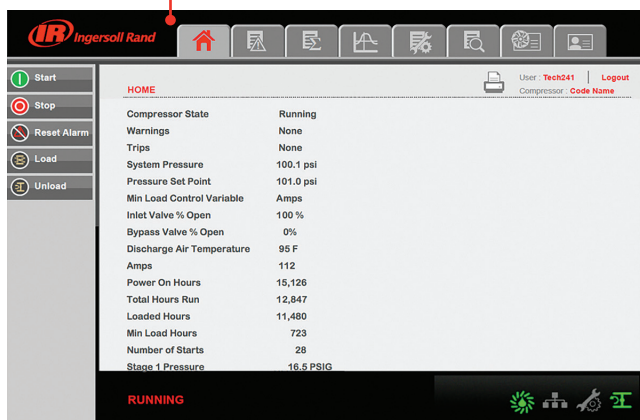 IR Ingersoll Rand
Start
Stop
Reset Alarm
Load
Unload
User : Tech241 | Logout
Compressor : Code Name
HOME
Compressor State Running
Warnings None
Trips None
System Pressure 100.1 psi
Pressure Set Point 101.0 psi
Min Load Control Variable Amps
Inlet Valve % Open 100 %
Bypass Valve % Open 0%
Discharge Air Temperature 95 F
Amps 112
Power On Hours 15,126
Total Hours Run 12,847
Loaded Hours 11,480
Min Load Hours 723
Number of Starts 28
Stage 1 Pressure 16.5 PSIG
RUNNING